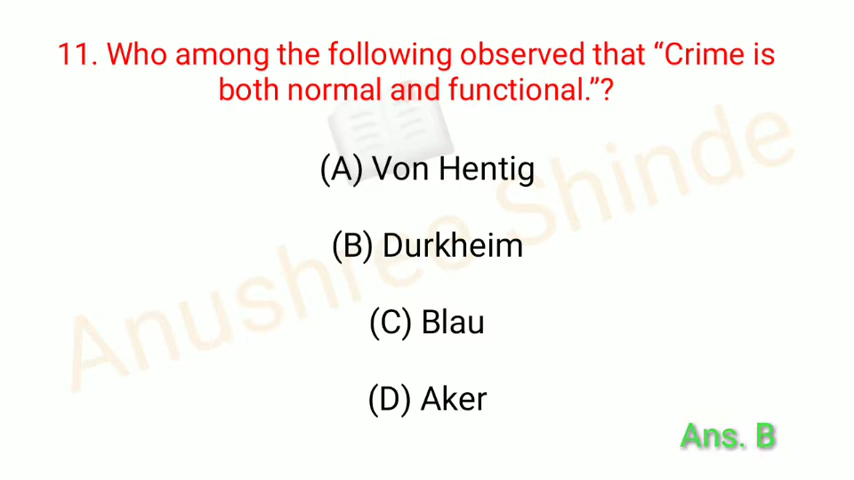 11. Who among the following observed that “Crime is
both normal and functional.”?
(A) Von Hentig
(B) Durkheim
(C) Blau
(D) Aker
Ans. B
Anushree Shinde